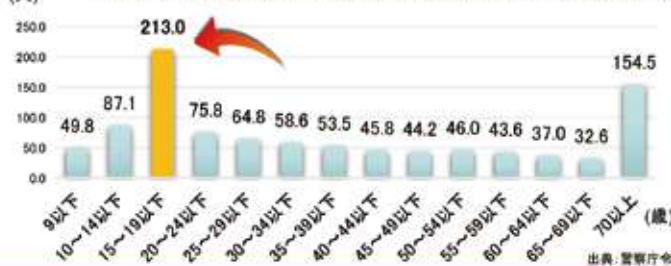 250.0
200.0
150.0
100.0
50.0
0.0
49.8
87.1
213.0
75.8
64.8
58.6
53.5
45.8
44.2
46.0
43.6
37.0
32.6
154.5
9以下
10～14以下
15～19以下
20～24以下
25～29以下
30～34以下
35～39以下
40～44以下
45～49以下
50～54以下
55～59以下
60～64以下
65～69以下
70以上
(歳)
出典:警察庁